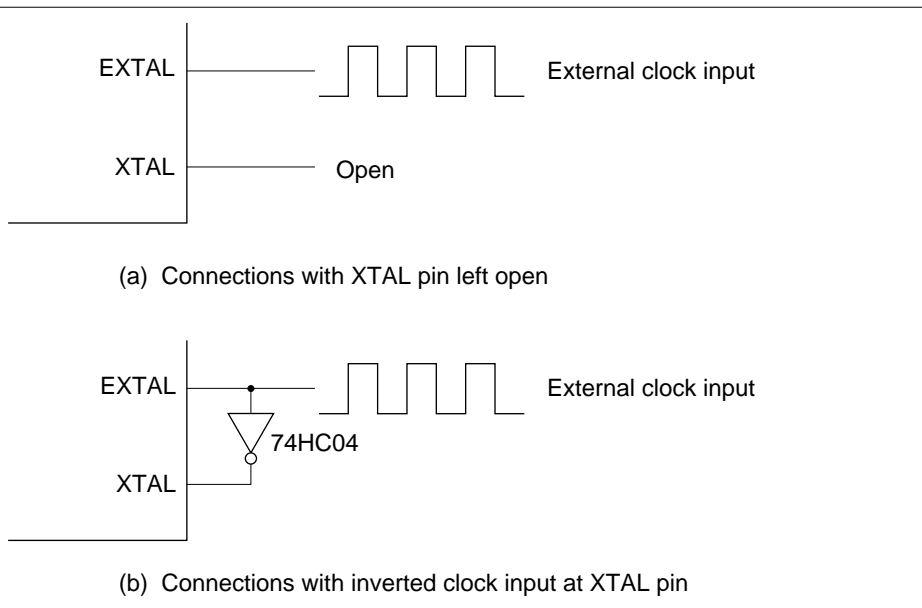 EXTAL
External clock input
XTAL
Open
(a) Connections with XTAL pin left open
EXTAL
External clock input
74HC04
XTAL
(b) Connections with inverted clock input at XTAL pin